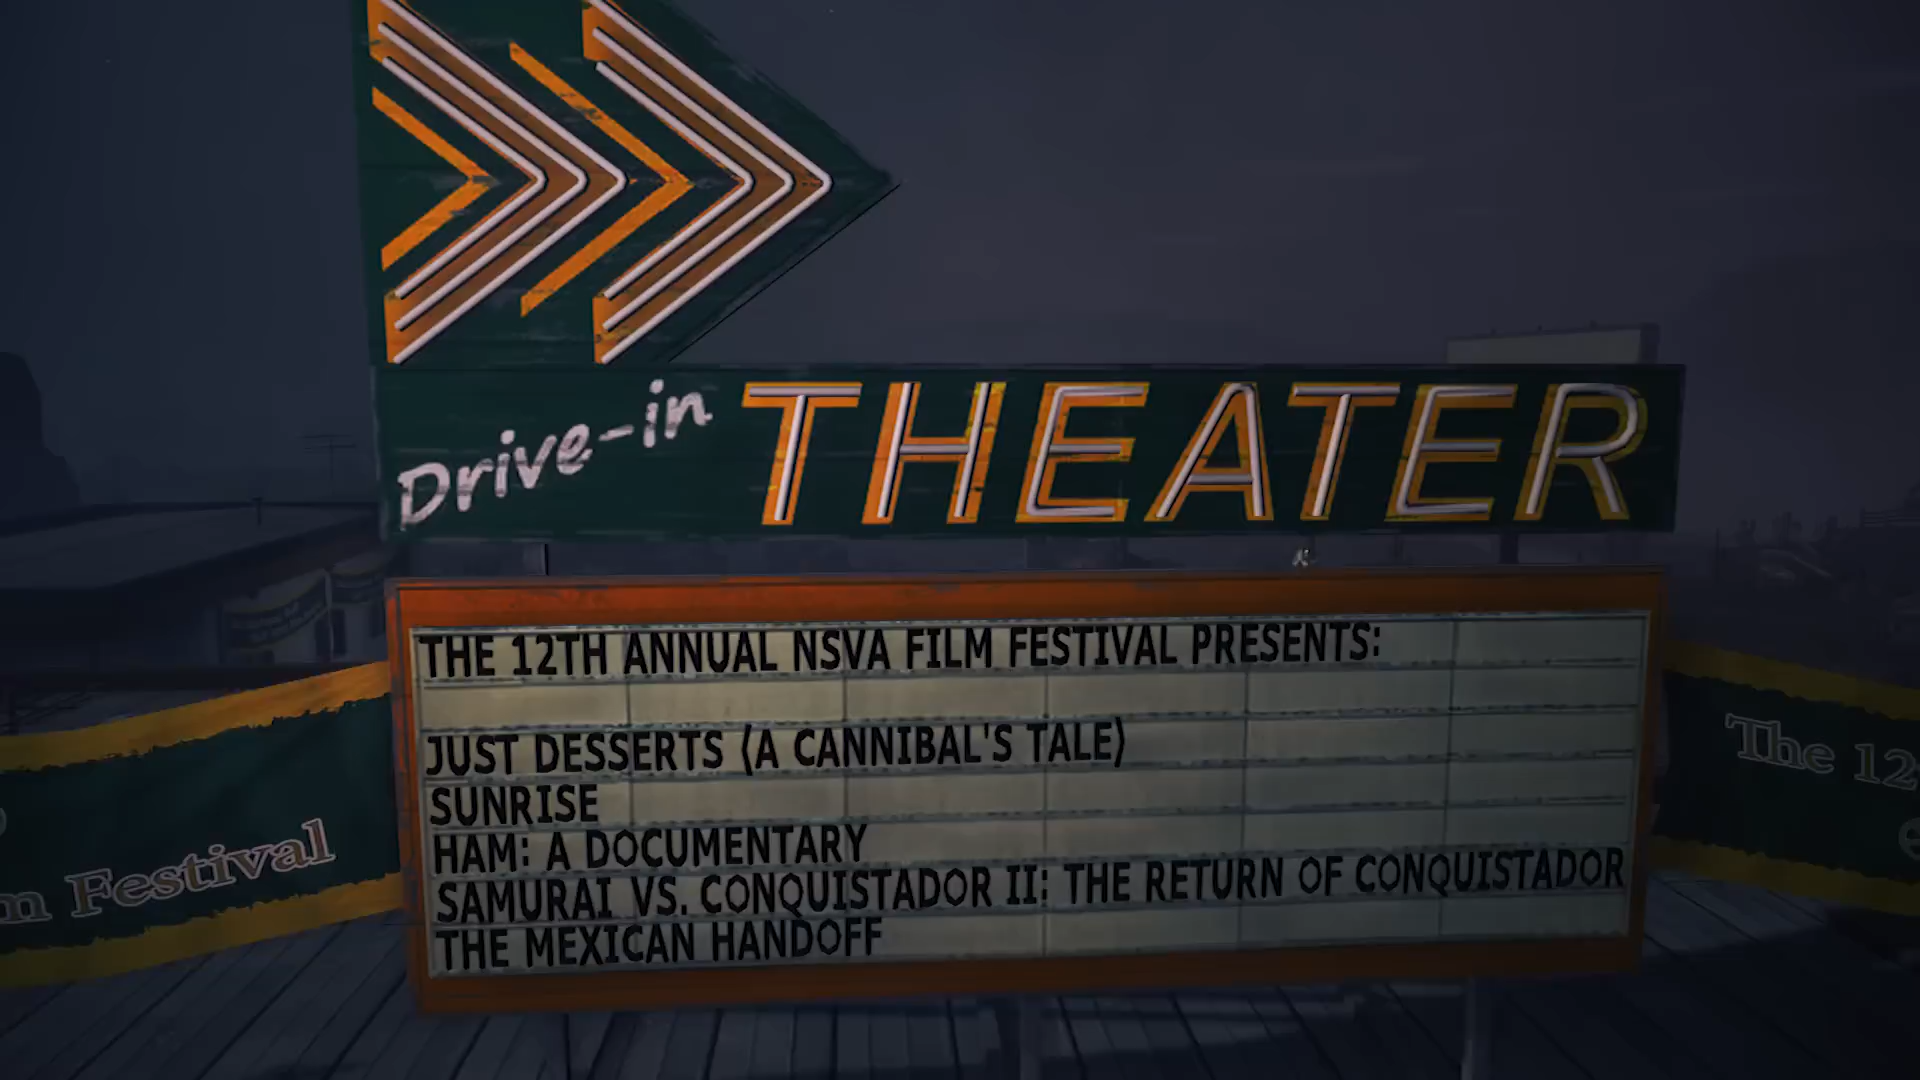 Drive-in THEATER
THE 12TH ANNUAL NSVA FILM FESTIVAL PRESENTS:
JUST DESSERTS (A CANNIBAL'S TALE)
SUNRISE
HAM: A DOCUMENTARY
SAMURAI VS. CONQUISTADOR II: THE RETURN OF CONQUISTADOR
THE MEXICAN HANDOFF
Festival
The 12